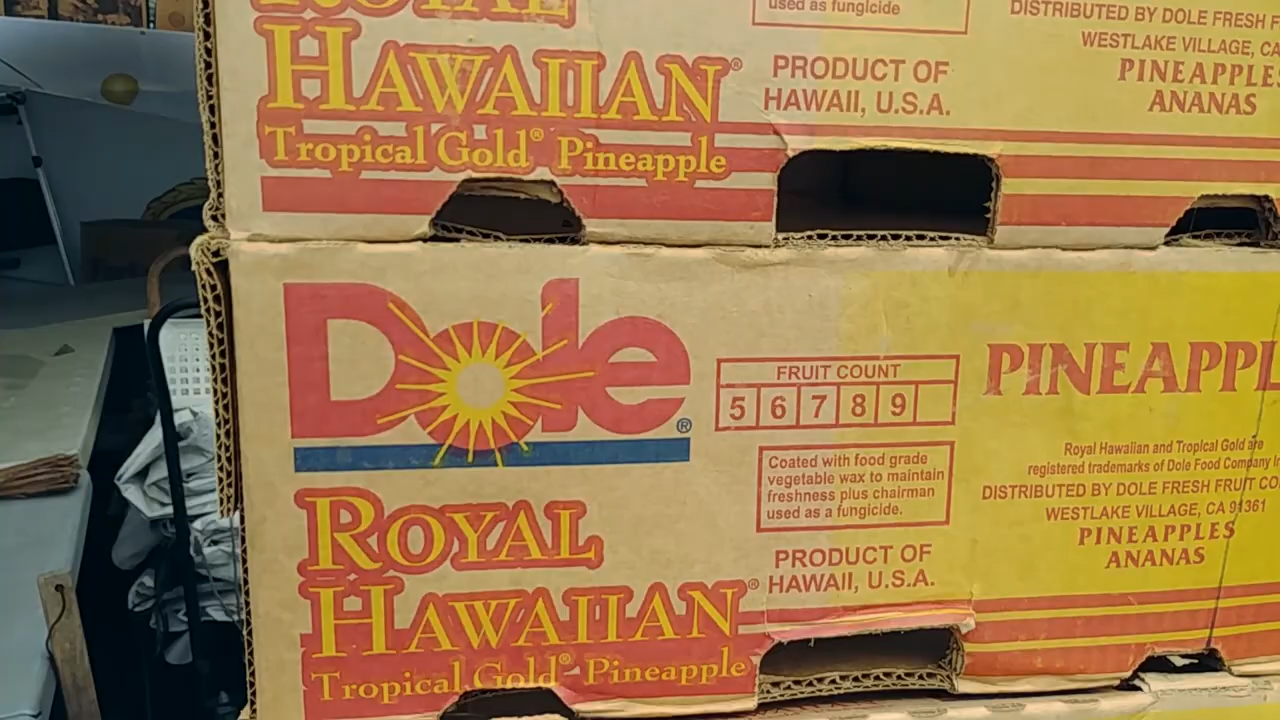 ROYAL
HAWAIIAN®
Tropical Gold® Pineapple
used as fungicide
PRODUCT OF
HAWAII, U.S.A.
DISTRIBUTED BY DOLE FRESH
WESTLAKE VILLAGE, CA
PINEAPPLES
ANANAS
Dole®
ROYAL
HAWAIIAN®
Tropical Gold® Pineapple
FRUIT COUNT
5 6 7 8 9
Coated with food grade
vegetable wax to maintain
freshness plus chairman
used as a fungicide.
PRODUCT OF
HAWAII, U.S.A.
PINEAPPL
Royal Hawaiian and Tropical Gold are
registered trademarks of Dole Food Company
DISTRIBUTED BY DOLE FRESH FRUIT CO
WESTLAKE VILLAGE, CA 91361
PINEAPPLES
ANANAS